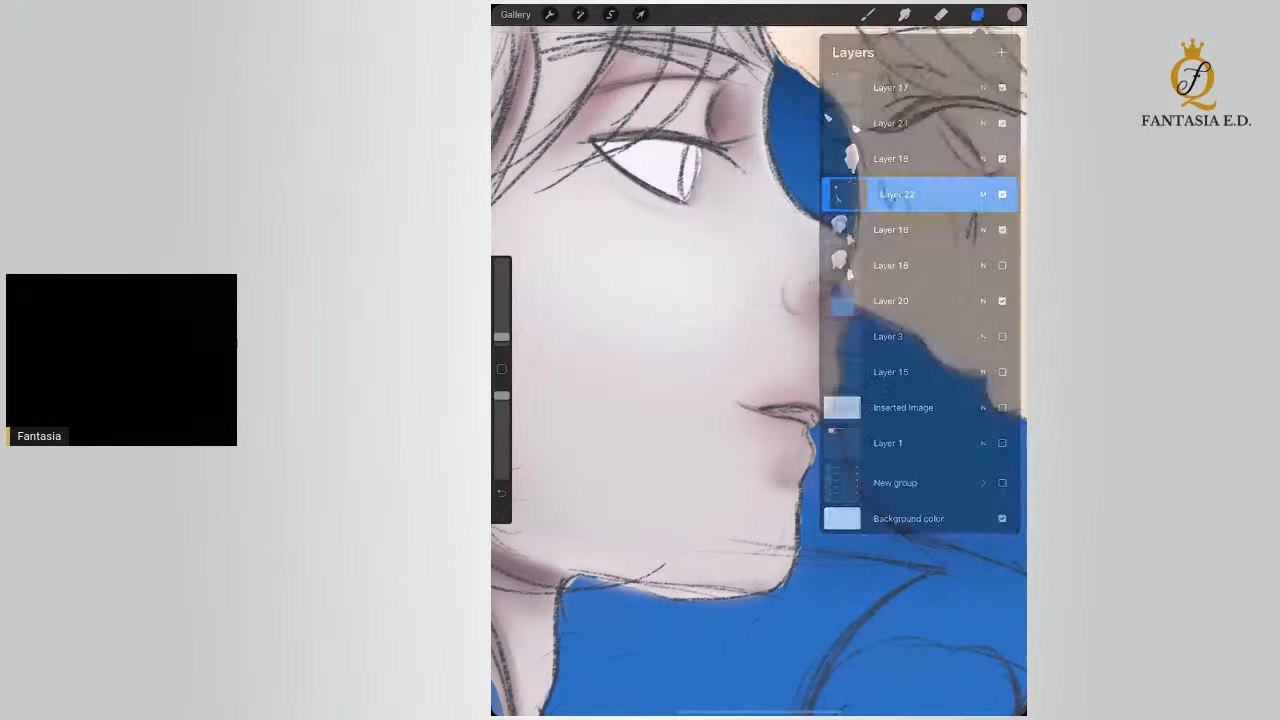 Gallery
Layers
Layer 17 N
Layer 21 N
Layer 18 N
Layer 22 M
Layer 18 N
Layer 18 N
Layer 20 N
Layer 3 N
Layer 15 N
Inserted Image N
Layer 1 N
New group
Background color
Fantasia
FANTASIA E.D.